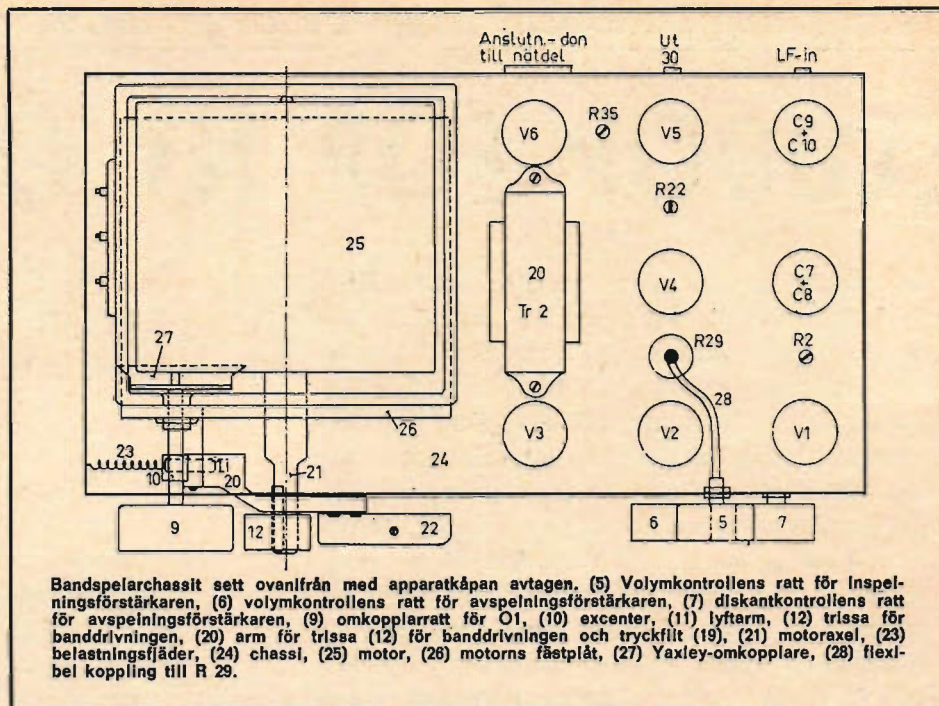 Anslutn.-don
till nätdel
Ut
30
LF-in
V6
R35
V5
C9
+
C10
R22
25
20
Tr 2
V4
C7
+
C8
R29
R2
27
28
26
V3
V2
V1
23
24
21
10
20
9
12
22
6
5
7
Bandspelarchassit sett ovanifrån med apparatkåpan avtagen. (5) Volymkontrollens ratt för inspel-
ningsförstärkaren, (6) volymkontrollens ratt för avspelningsförstärkaren, (7) diskantkontrollens ratt
för avspelningsförstärkaren, (9) omkopplarratt för O1, (10) excenter, (11) lyftarm, (12) trissa för
banddrivningen, (20) arm för trissa (12) för banddrivningen och tryckfilt (19), (21) motoraxel, (23)
belastningsfjäder, (24) chassi, (25) motor, (26) motorns fästplåt, (27) Yaxley-omkopplare, (28) flexi-
bel koppling till R 29.